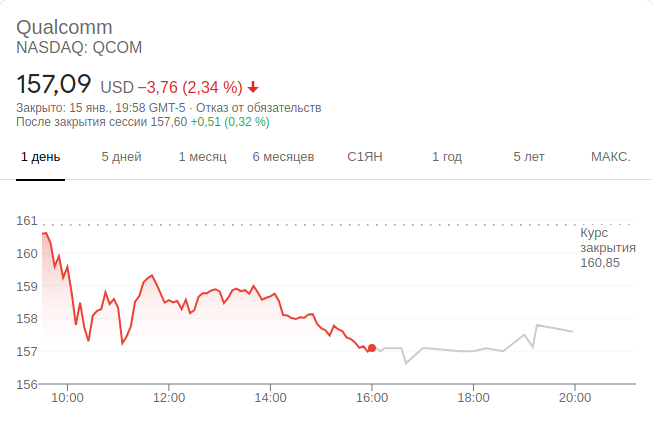 Qualcomm
NASDAQ: QCOM
157,09 USD −3,76 (2,34 %)
Закрыто: 15 янв., 19:58 GMT-5 · Отказ от обязательств
После закрытия сессии 157,60 +0,51 (0,32 %)
1 день 5 дней 1 месяц 6 месяцев С1ЯН 1 год 5 лет МАКС.
161
160
159
158
157
156
Курс
закрытия
160,85
10:00 12:00 14:00 16:00 18:00 20:00